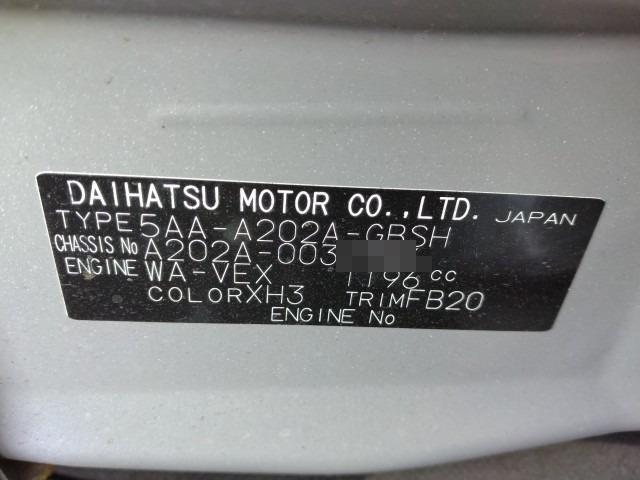 DAIHATSU MOTOR CO.,LTD. JAPAN
TYPE 5AA-A202A-GBSH
CHASSIS No A202A-003
ENGINE WA-VEX 1196 cc
COLOR XH3 TRIM FB20
ENGINE No